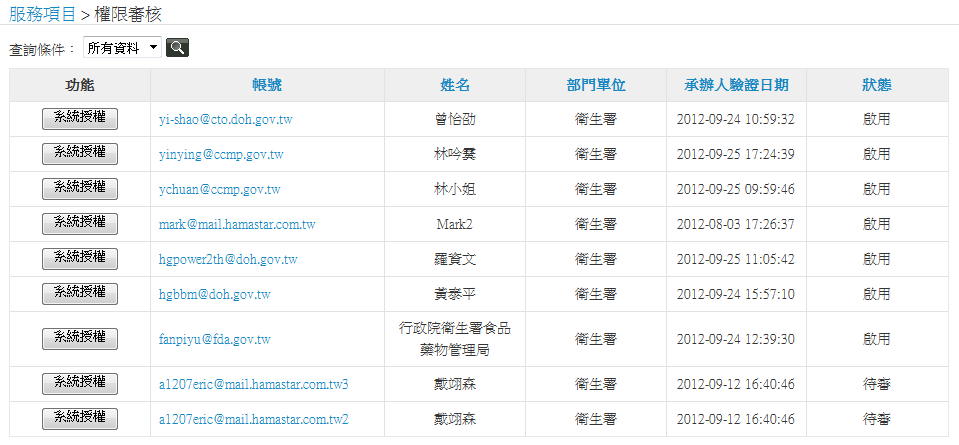 服務項目 > 權限審核
查詢條件： 所有資料
功能 帳號 姓名 部門單位 承辦人驗證日期 狀態
系統授權 yi-shao@cto.doh.gov.tw 曾怡劭 衛生署 2012-09-24 10:59:32 啟用
系統授權 yinying@ccmp.gov.tw 林吟霙 衛生署 2012-09-25 17:24:39 啟用
系統授權 ychuan@ccmp.gov.tw 林小姐 衛生署 2012-09-25 09:59:46 啟用
系統授權 mark@mail.hamastar.com.tw Mark2 衛生署 2012-08-03 17:26:37 啟用
系統授權 hgpower2th@doh.gov.tw 羅資文 衛生署 2012-09-25 11:05:42 啟用
系統授權 hgbbm@doh.gov.tw 黃泰平 衛生署 2012-09-24 15:57:10 啟用
系統授權 fanpiyu@fda.gov.tw 行政院衛生署食品
藥物管理局 衛生署 2012-09-24 12:39:30 啟用
系統授權 a1207eric@mail.hamastar.com.tw3 戴翊森 衛生署 2012-09-12 16:40:46 待審
系統授權 a1207eric@mail.hamastar.com.tw2 戴翊森 衛生署 2012-09-12 16:40:46 待審